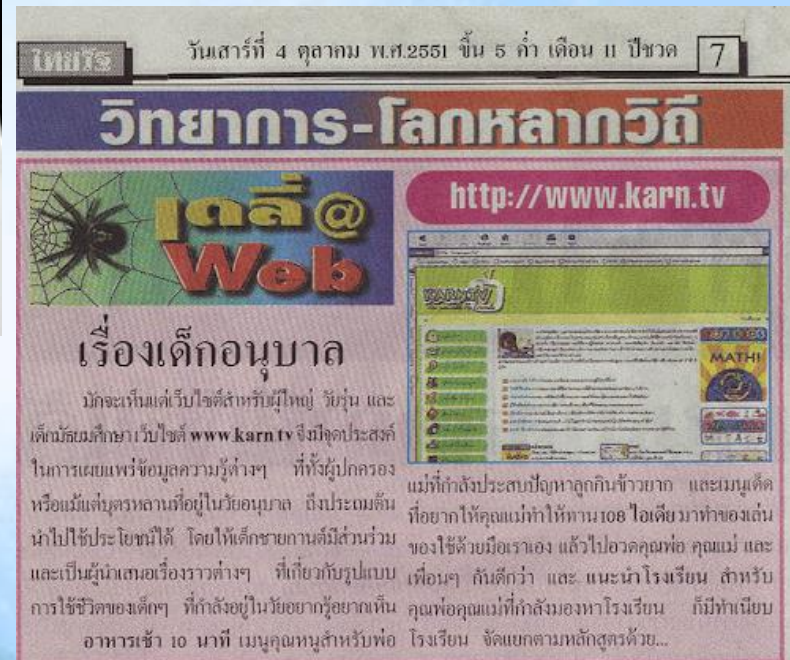 ไทยรัฐ
วันเสาร์ที่ 4 ตุลาคม พ.ศ.2551 ขึ้น 5 ค่ำ เดือน 11 ปีชวด
7
วิทยาการ-โลกหลากวิถี
เดลี่@
Web
เรื่องเด็กอนุบาล
มักจะเห็นแต่เว็บไซต์สำหรับผู้ใหญ่ วัยรุ่น และ
เด็กมัธยมศึกษา เว็บไซต์ www.karn.tv จึงมีจุดประสงค์
ในการเผยแพร่ข้อมูลความรู้ต่างๆ ที่ทั้งผู้ปกครอง
หรือแม้แต่บุตรหลานที่อยู่ในวัยอนุบาล ถึงประถมต้น
นำไปใช้ประโยชน์ได้ โดยให้เด็กชายกานต์มีส่วนร่วม
และเป็นผู้นำเสนอเรื่องราวต่างๆ ที่เกี่ยวกับรูปแบบ
การใช้ชีวิตของเด็กๆ ที่กำลังอยู่ในวัยอยากรู้อยากเห็น
อาหารเช้า 10 นาที เมนูคุณหนูสำหรับพ่อ
http://www.karn.tv
MATH!
แม่ที่กำลังประสบปัญหาลูกกินข้าวยาก และเมนูเด็ด
ที่อยากให้คุณแม่ทำให้ทาน 108 ไอเดีย มาทำของเล่น
ของใช้ด้วยมือเราเอง แล้วไปอวดคุณพ่อ คุณแม่ และ
เพื่อนๆ กันดีกว่า และ แนะนำโรงเรียน สำหรับ
คุณพ่อคุณแม่ที่กำลังมองหาโรงเรียน ก็มีทำเนียบ
โรงเรียน จัดแยกตามหลักสูตรด้วย...